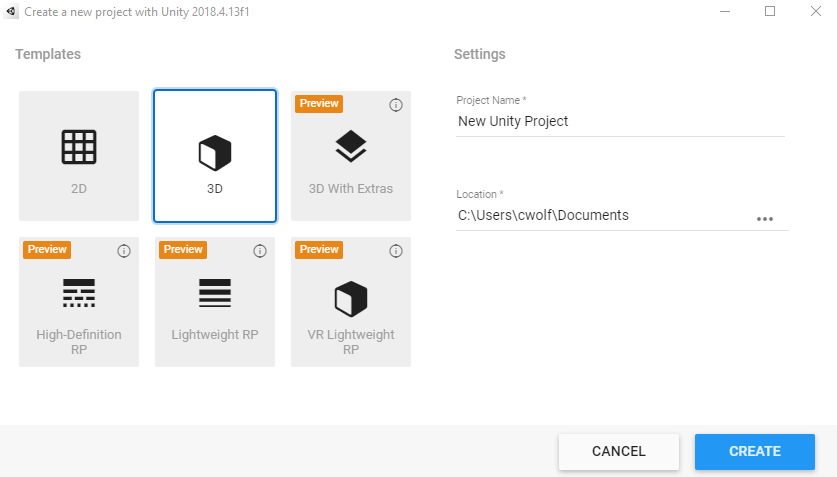 Create a new project with Unity 2018.4.13f1
Templates
Settings
2D
3D
Preview
3D With Extras
Preview
High-Definition
RP
Preview
Lightweight RP
Preview
VR Lightweight
RP
Project Name *
New Unity Project
Location *
C:\Users\cwolf\Documents
CANCEL
CREATE